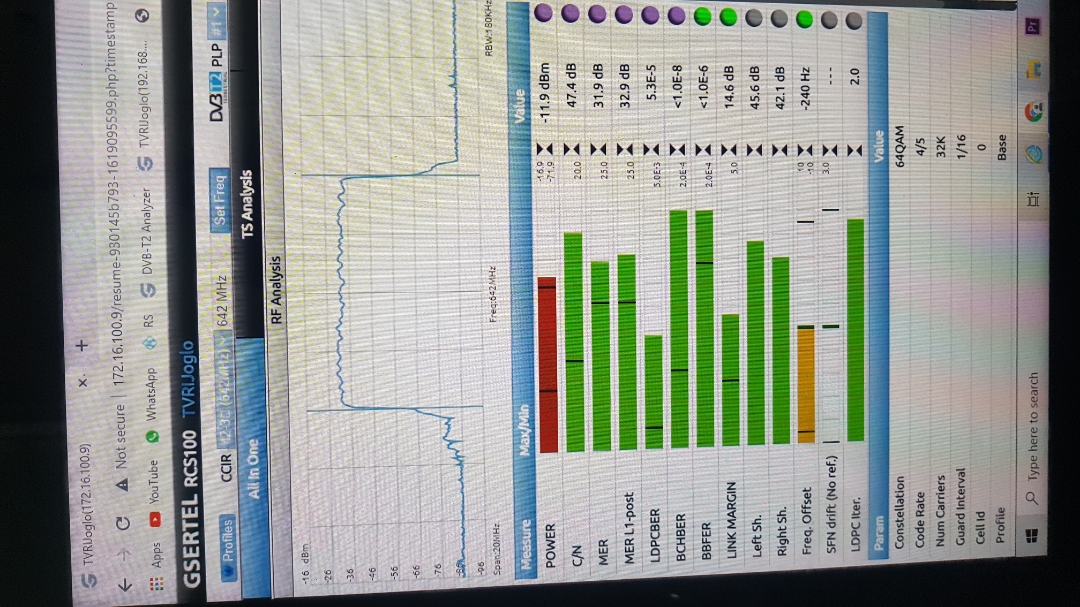 TVRIJoglo(172.16.100.9)
Not secure | 172.16.100.9/resume-930145b793-1619095599.php?timestamp
Apps YouTube WhatsApp RS DVB-T2 Analyzer TVRIJoglo(192.168....
GSERTEL RCS100 TVRIJoglo
Profiles CCIR 42-3C (642MHz) 642 MHz Set Freq DVB T2 PLP #1
All In One TS Analysis
RF Analysis
-16 dBm
-26
-36
-46
-56
-66
-76
-86
-96
Span:20MHz Freq:642MHz RBW:180KHz
Measure Max/Min Value
POWER -16.9 -71.9 -11.9 dBm
C/N 20.0 47.4 dB
MER 25.0 31.9 dB
MER L1-post 25.0 32.9 dB
LDPCBER 5.0E-3 5.3E-5
BCHBER 2.0E-4 <1.0E-8
BBFER 2.0E-4 <1.0E-6
LINK MARGIN 5.0 14.6 dB
Left Sh. 45.6 dB
Right Sh. 42.1 dB
Freq. Offset 10 -10 -240 Hz
SFN drift (No ref.) 3.0 ---
LDPC Iter. 2.0
Param Value
Constellation 64QAM
Code Rate 4/5
Num Carriers 32K
Guard Interval 1/16
Cell Id 0
Profile Base
Type here to search Pr